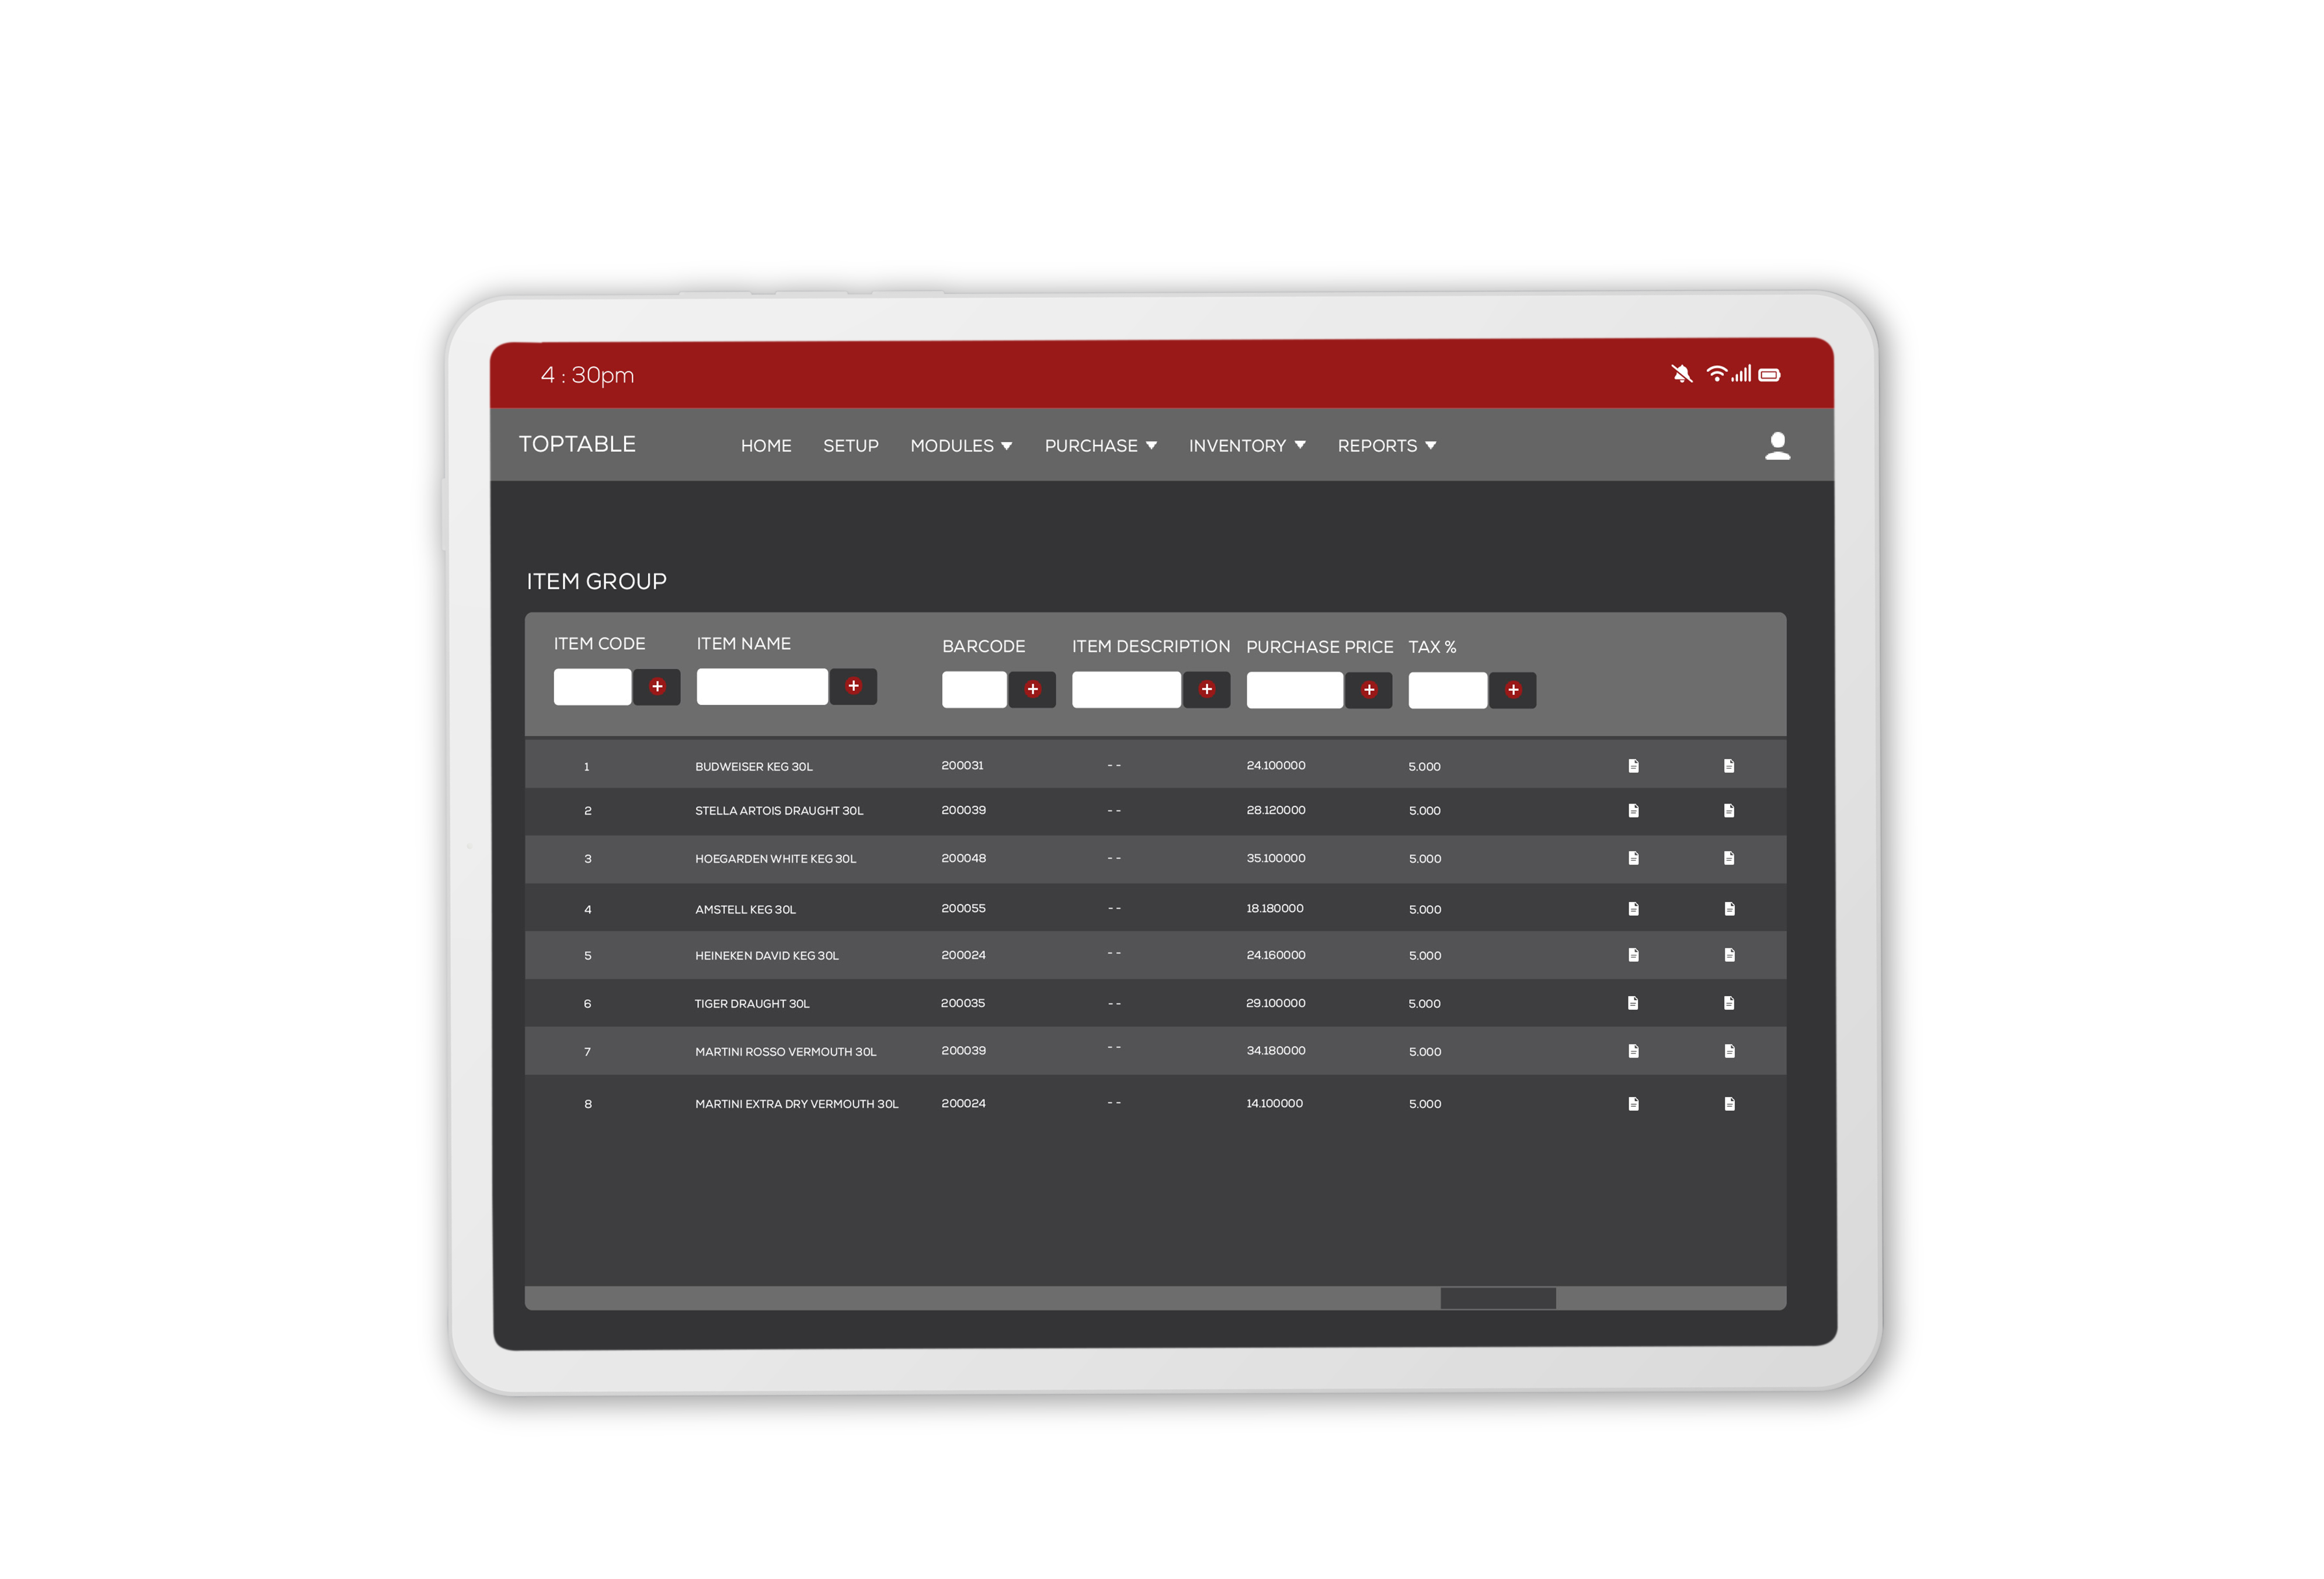 4 : 30pm
TOPTABLE HOME SETUP MODULES PURCHASE INVENTORY REPORTS
ITEM GROUP
ITEM CODE ITEM NAME BARCODE ITEM DESCRIPTION PURCHASE PRICE TAX %
1 BUDWEISER KEG 30L 200031 - - 24.100000 5.000
2 STELLA ARTOIS DRAUGHT 30L 200039 - - 28.120000 5.000
3 HOEGARDEN WHITE KEG 30L 200048 - - 35.100000 5.000
4 AMSTELL KEG 30L 200055 - - 18.180000 5.000
5 HEINEKEN DAVID KEG 30L 200024 - - 24.160000 5.000
6 TIGER DRAUGHT 30L 200035 - - 29.100000 5.000
7 MARTINI ROSSO VERMOUTH 30L 200039 - - 34.180000 5.000
8 MARTINI EXTRA DRY VERMOUTH 30L 200024 - - 14.100000 5.000